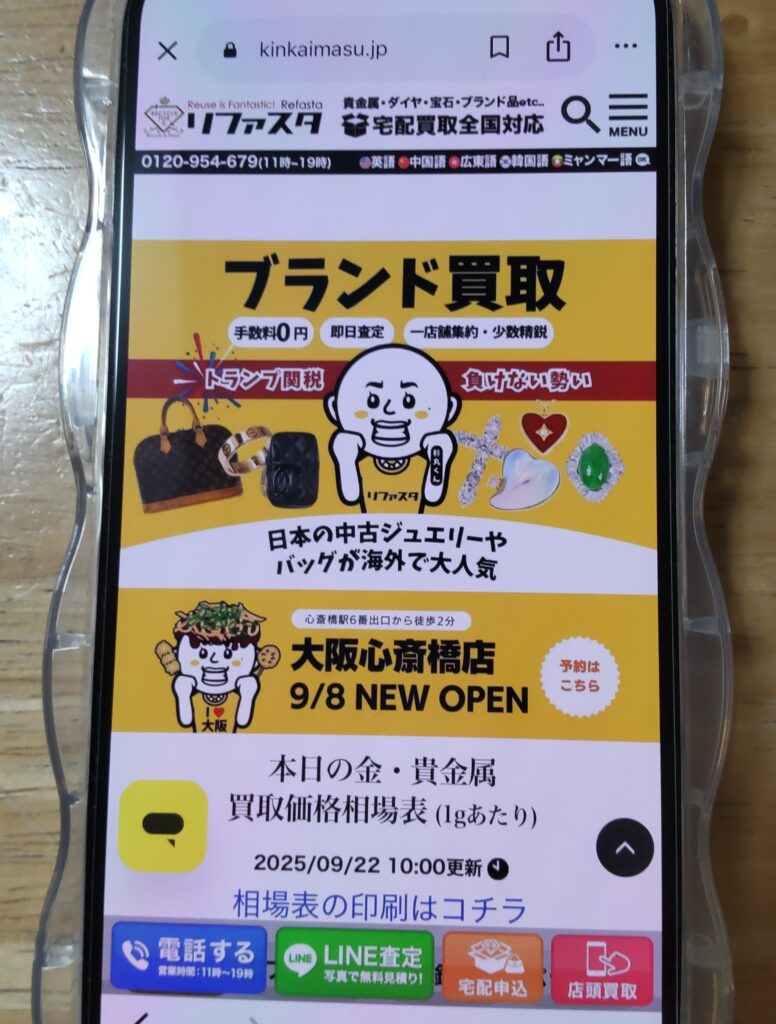 kinkaimasu.jp
Reuse is Fantastic! Refasta
リファスタ
貴金属・ダイヤ・宝石・ブランド品etc..
宅配買取全国対応
MENU
0120-954-679(11時~19時)
英語 中国語 広東語 韓国語 ミャンマー語 OK
ブランド買取
手数料0円 即日査定 一店舗集約・少数精鋭
トランプ関税 負けない勢い
杉丸くん
リファスタ
日本の中古ジュエリーや
バッグが海外で大人気
心斎橋駅6番出口から徒歩2分
大阪心斎橋店
9/8 NEW OPEN
予約は
こちら
I ♥
大阪
本日の金・貴金属
買取価格相場表 (1gあたり)
2025/09/22 10:00更新
相場表の印刷はコチラ
電話する
営業時間:11時〜19時
LINE
LINE査定
写真で無料見積り!
宅配申込
店頭買取